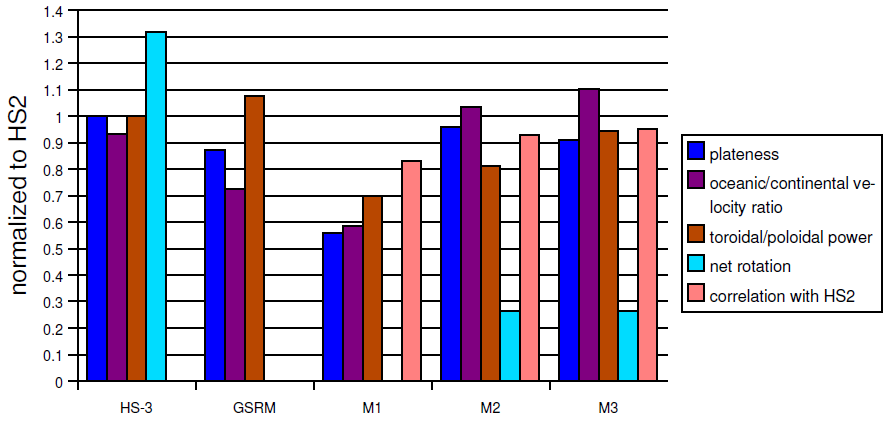 1.4
1.3
1.2
1.1
1
0.9
0.8
0.7
0.6
0.5
0.4
0.3
0.2
0.1
0
normalized to HS2
HS-3
GSRM
M1
M2
M3
plateness
oceanic/continental ve-
locity ratio
toroidal/poloidal power
net rotation
correlation with HS2